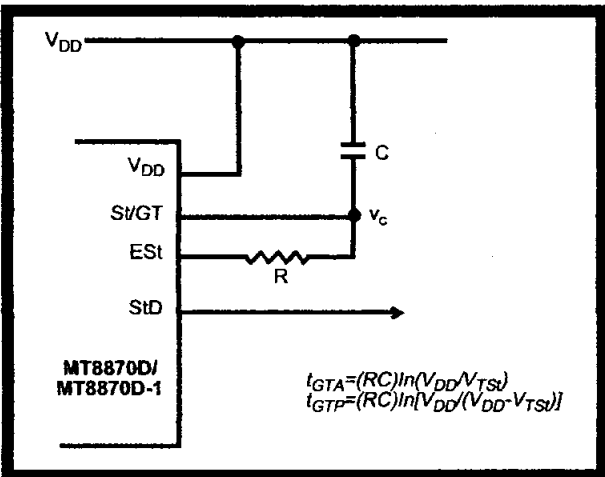 VDD
VDD
C
St/GT
vc
ESt
R
StD
MT8870D/
MT8870D-1
tGTA=(RC)ln(VDD/VTSt)
tGTP=(RC)ln[VDD/(VDD-VTSt)]